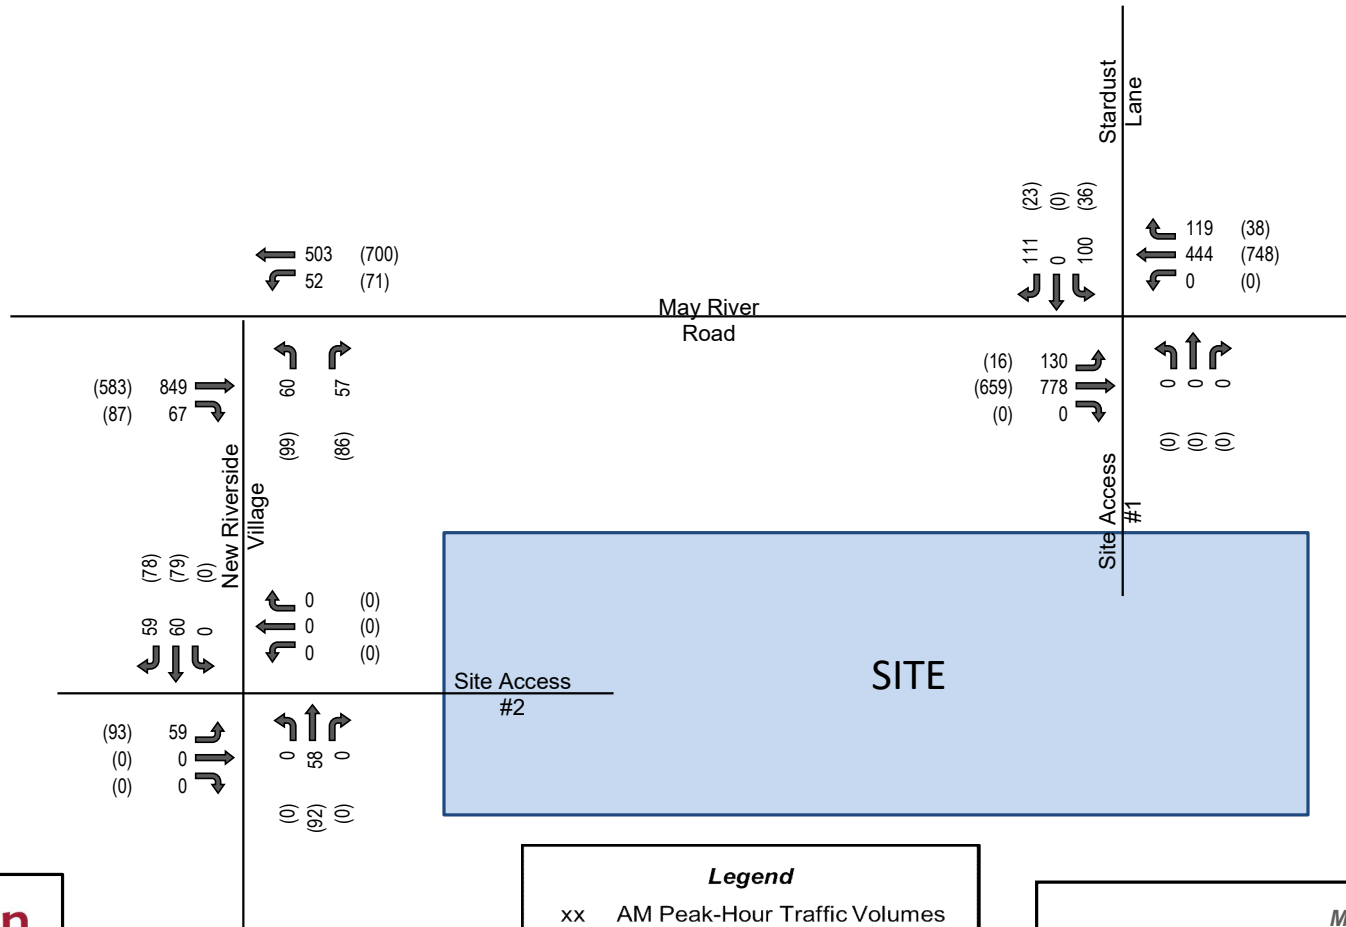 Stardust
Lane
(23) (0) (36)
111 0 100
119 (38)
444 (748)
0 (0)
503 (700)
52 (71)
May River
Road
(583) 849
(87) 67
60 57
(99) (86)
(16) 130
(659) 778
(0) 0
0 0 0
(0) (0) (0)
New Riverside
Village
Site Access
#1
(78) (79) (0)
59 60 0
0 (0)
0 (0)
0 (0)
SITE
Site Access
#2
(93) 59
(0) 0
(0) 0
0 58 0
(0) (92) (0)
Legend
xx AM Peak-Hour Traffic Volumes
n
M